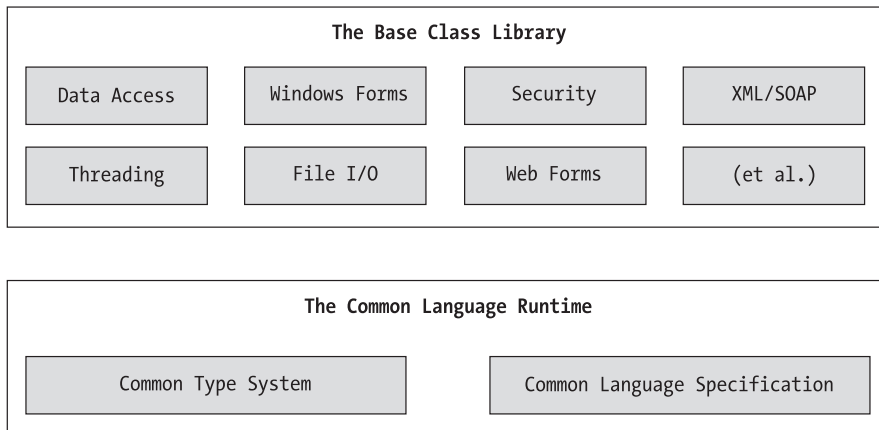 The Base Class Library
Data Access
Windows Forms
Security
XML/SOAP
Threading
File I/O
Web Forms
(et al.)
The Common Language Runtime
Common Type System
Common Language Specification